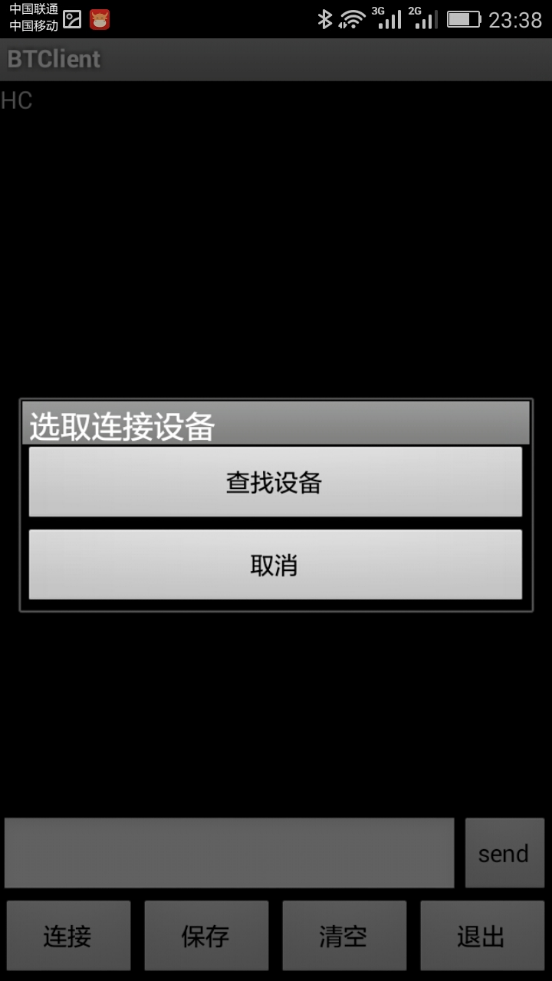 中国联通
中国移动
3G
2G
23:38
BTClient
HC
选取连接设备
查找设备
取消
send
连接
保存
清空
退出